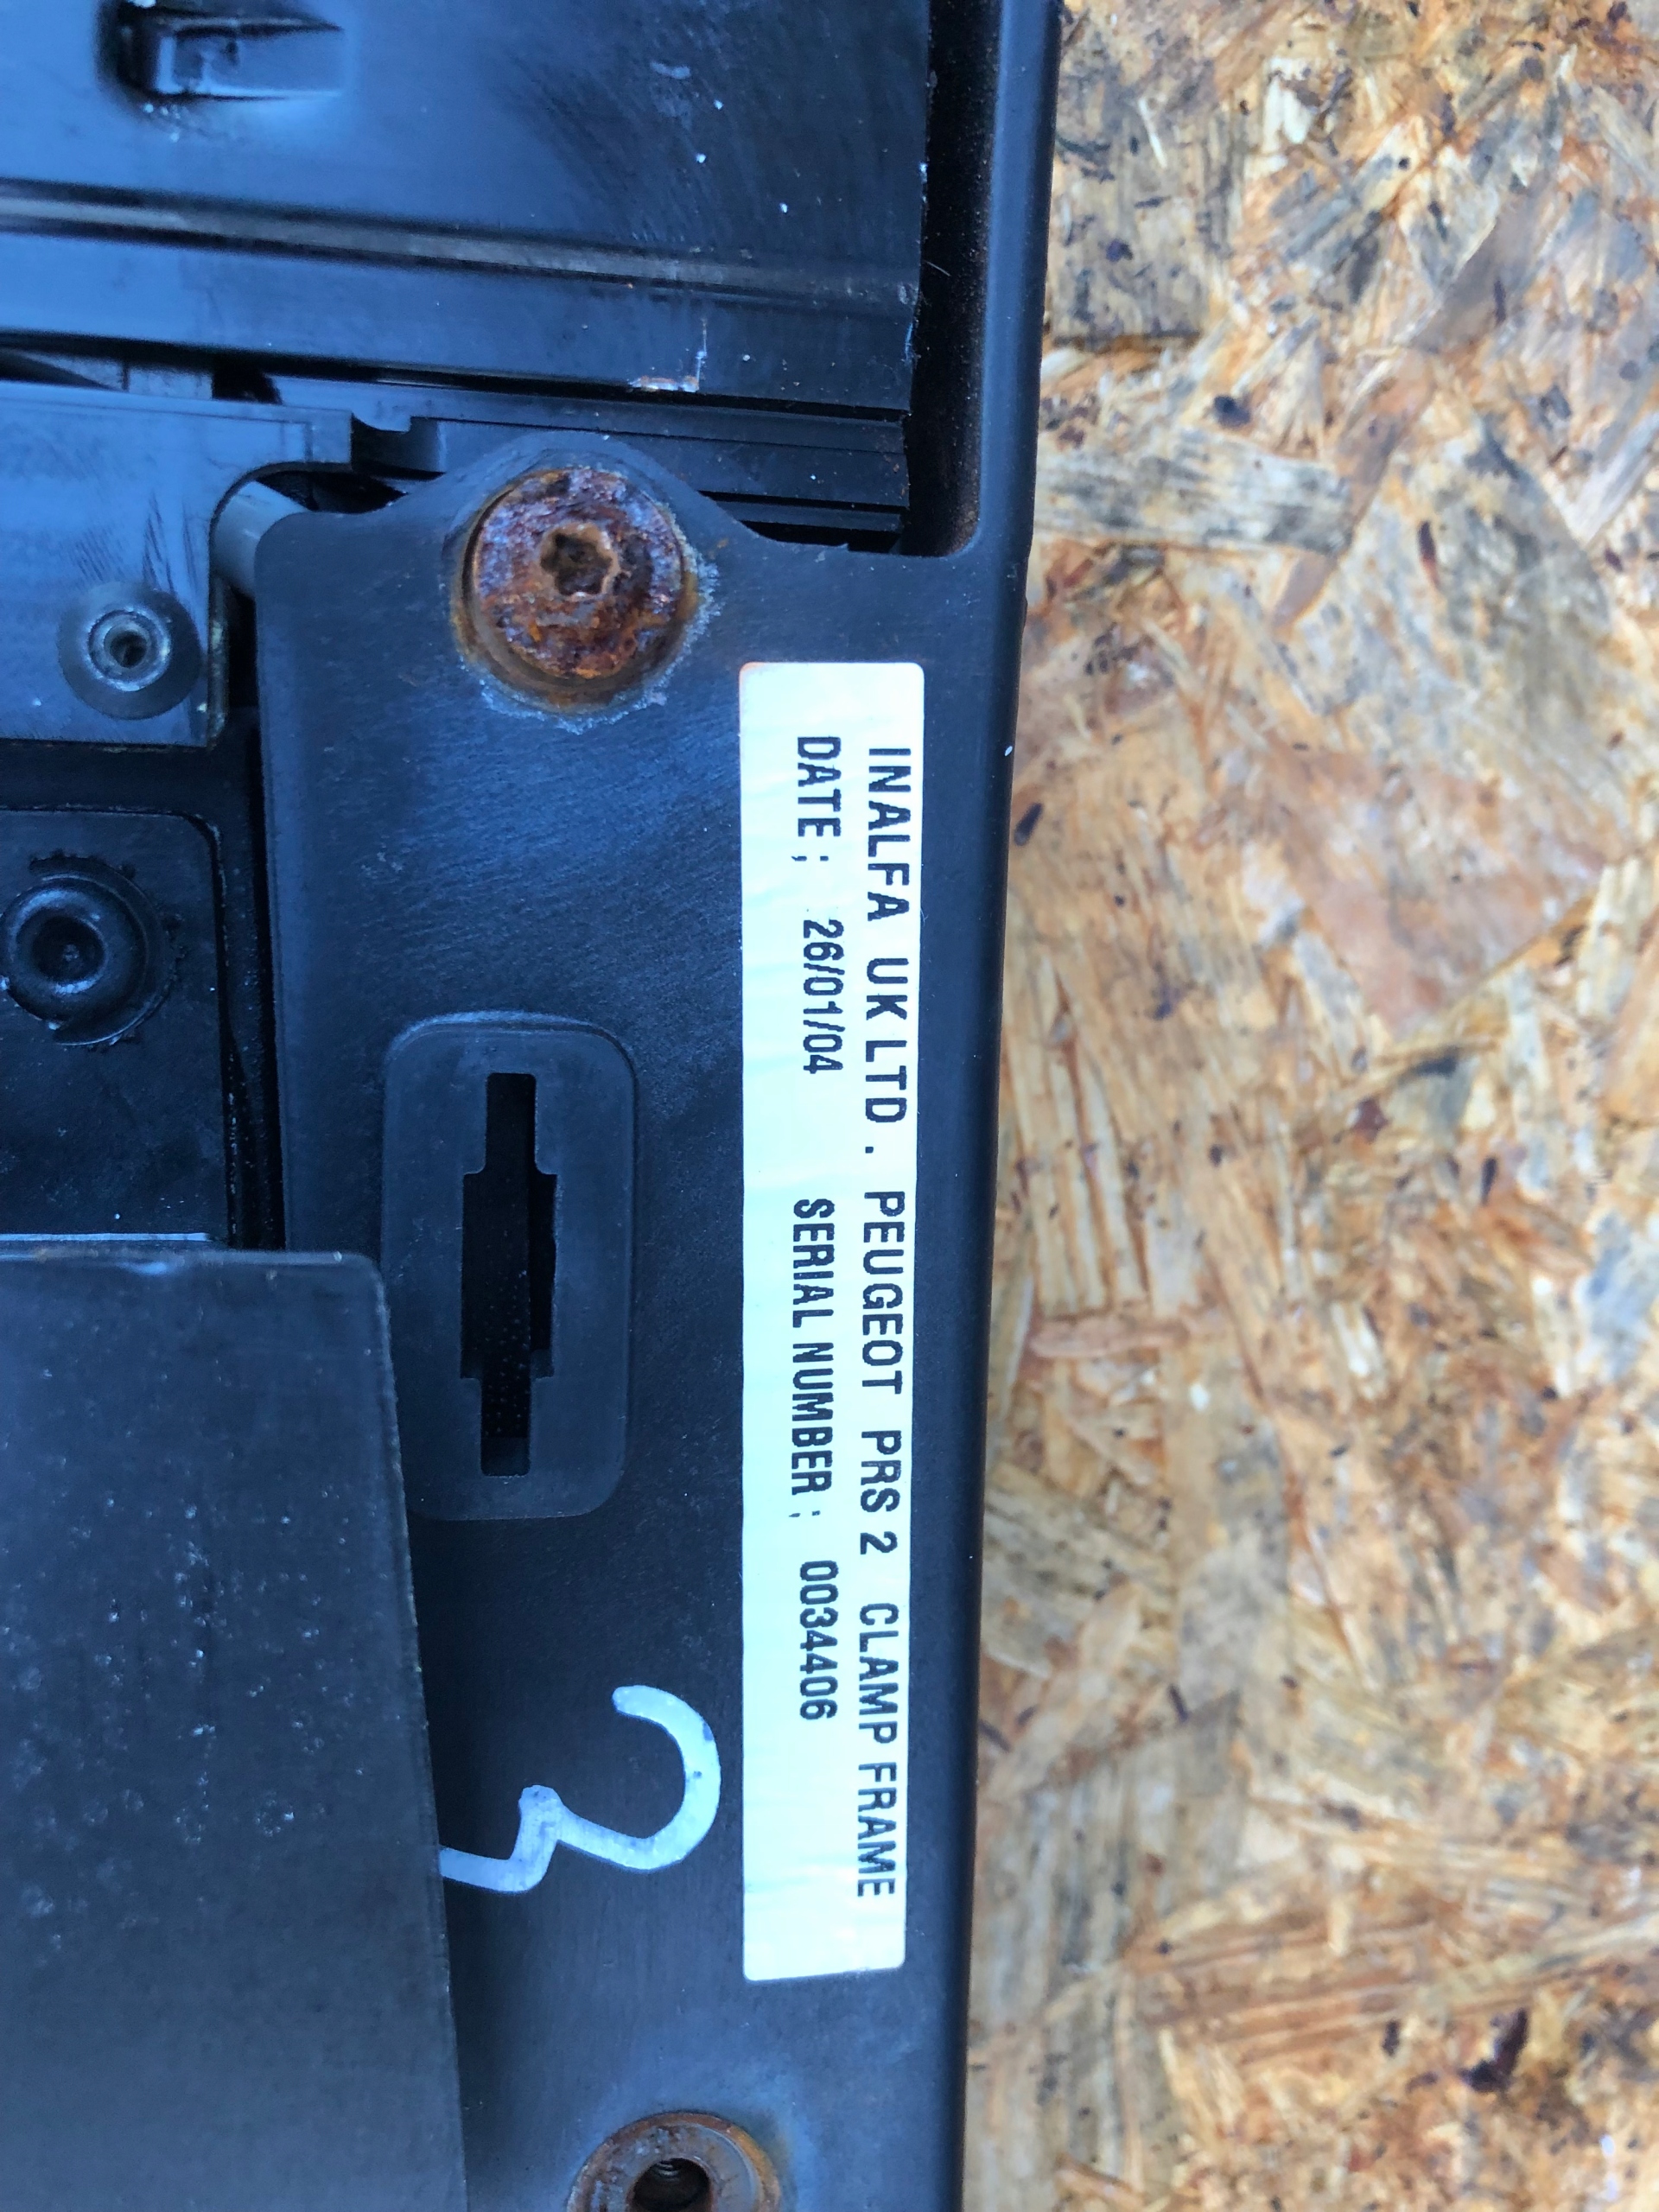 INALFA UK LTD. PEUGEOT PRS 2 CLAMP FRAME
DATE ; 26/01/04 SERIAL NUMBER ; 0034406
3